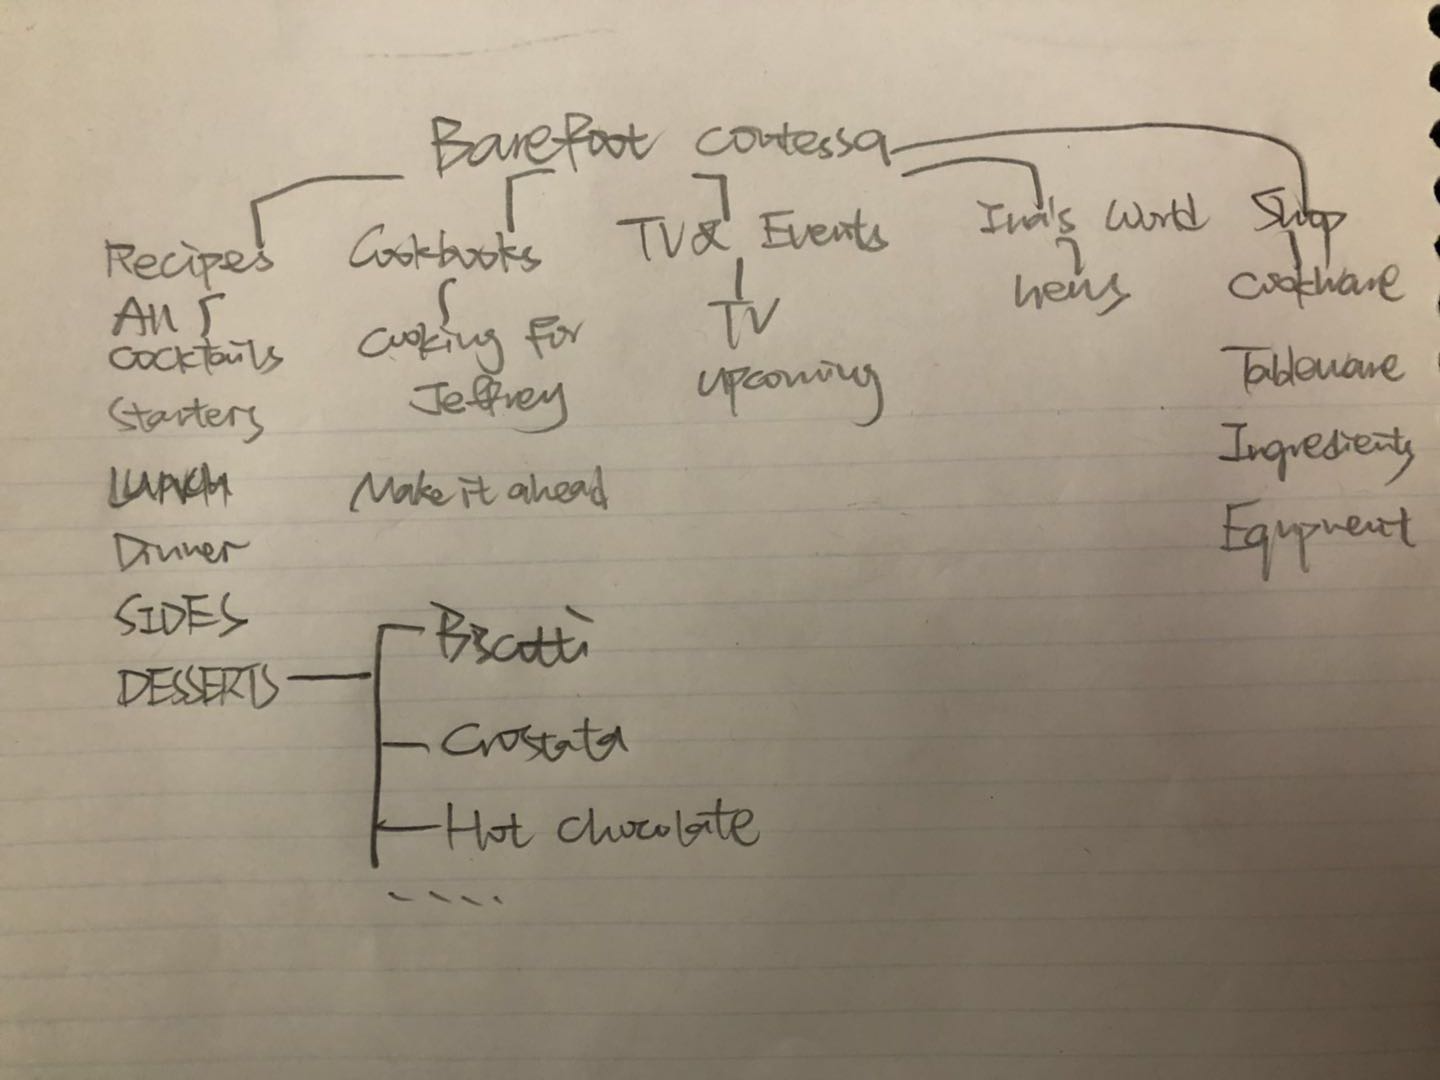 Barefoot contessa
Recipes
All
cocktails
Starters
Lunch
Dinner
SIDES
DESSERTS
Biscotti
Crostata
Hot chocolate
....
Cookbooks
Cooking For
Jeffrey
Make it ahead
TV & Events
TV
upcoming
Ina's World
news
Shop
Cookware
Tableware
Ingredients
Equipment